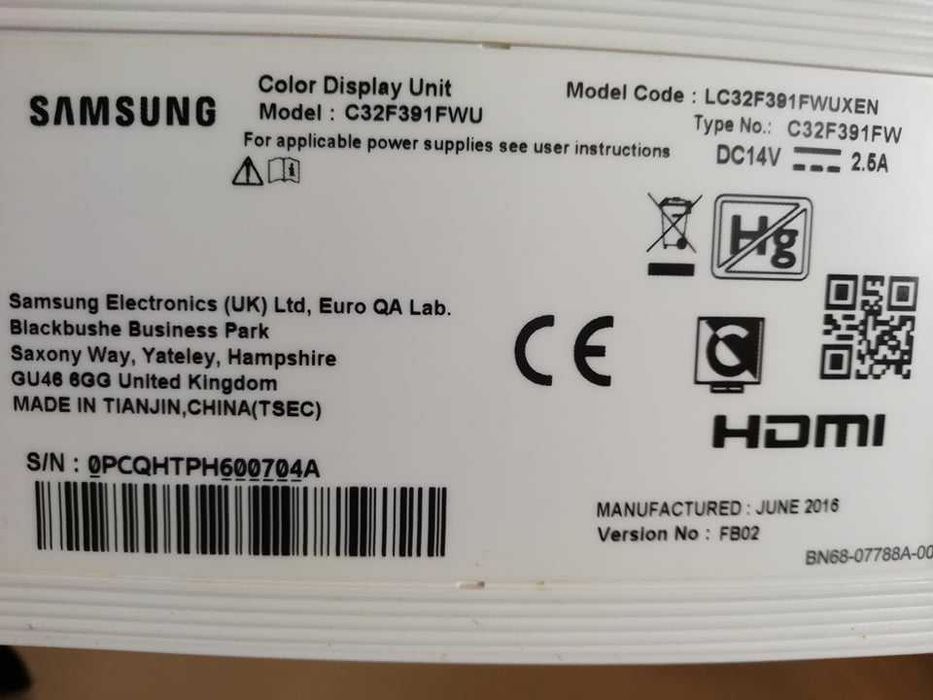 SAMSUNG
Color Display Unit
Model : C32F391FWU
For applicable power supplies see user instructions
Model Code : LC32F391FWUXEN
Type No.: C32F391FW
DC14V 2.5A
Hg
Samsung Electronics (UK) Ltd, Euro QA Lab.
Blackbushe Business Park
Saxony Way, Yateley, Hampshire
GU46 6GG United Kingdom
MADE IN TIANJIN,CHINA(TSEC)
CE
HDMI
S/N : 0PCQHTPH600704A
MANUFACTURED : JUNE 2016
Version No : FB02
BN68-07788A-00